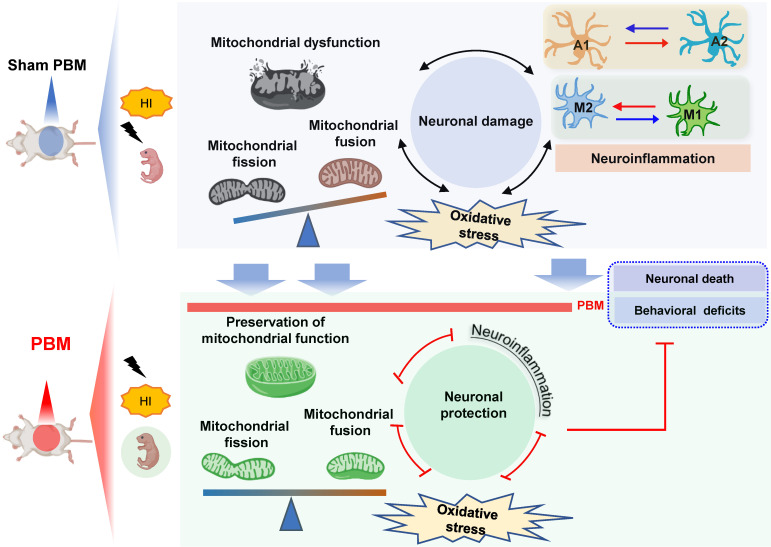 Sham PBM
HI
Mitochondrial dysfunction
Mitochondrial
fission
Mitochondrial
fusion
Neuronal damage
Oxidative
stress
A1
A2
M2
M1
Neuroinflammation
Neuronal death
Behavioral deficits
PBM
PBM
HI
Preservation of
mitochondrial function
Mitochondrial
fission
Mitochondrial
fusion
Neuroinflammation
Neuronal
protection
Oxidative
stress